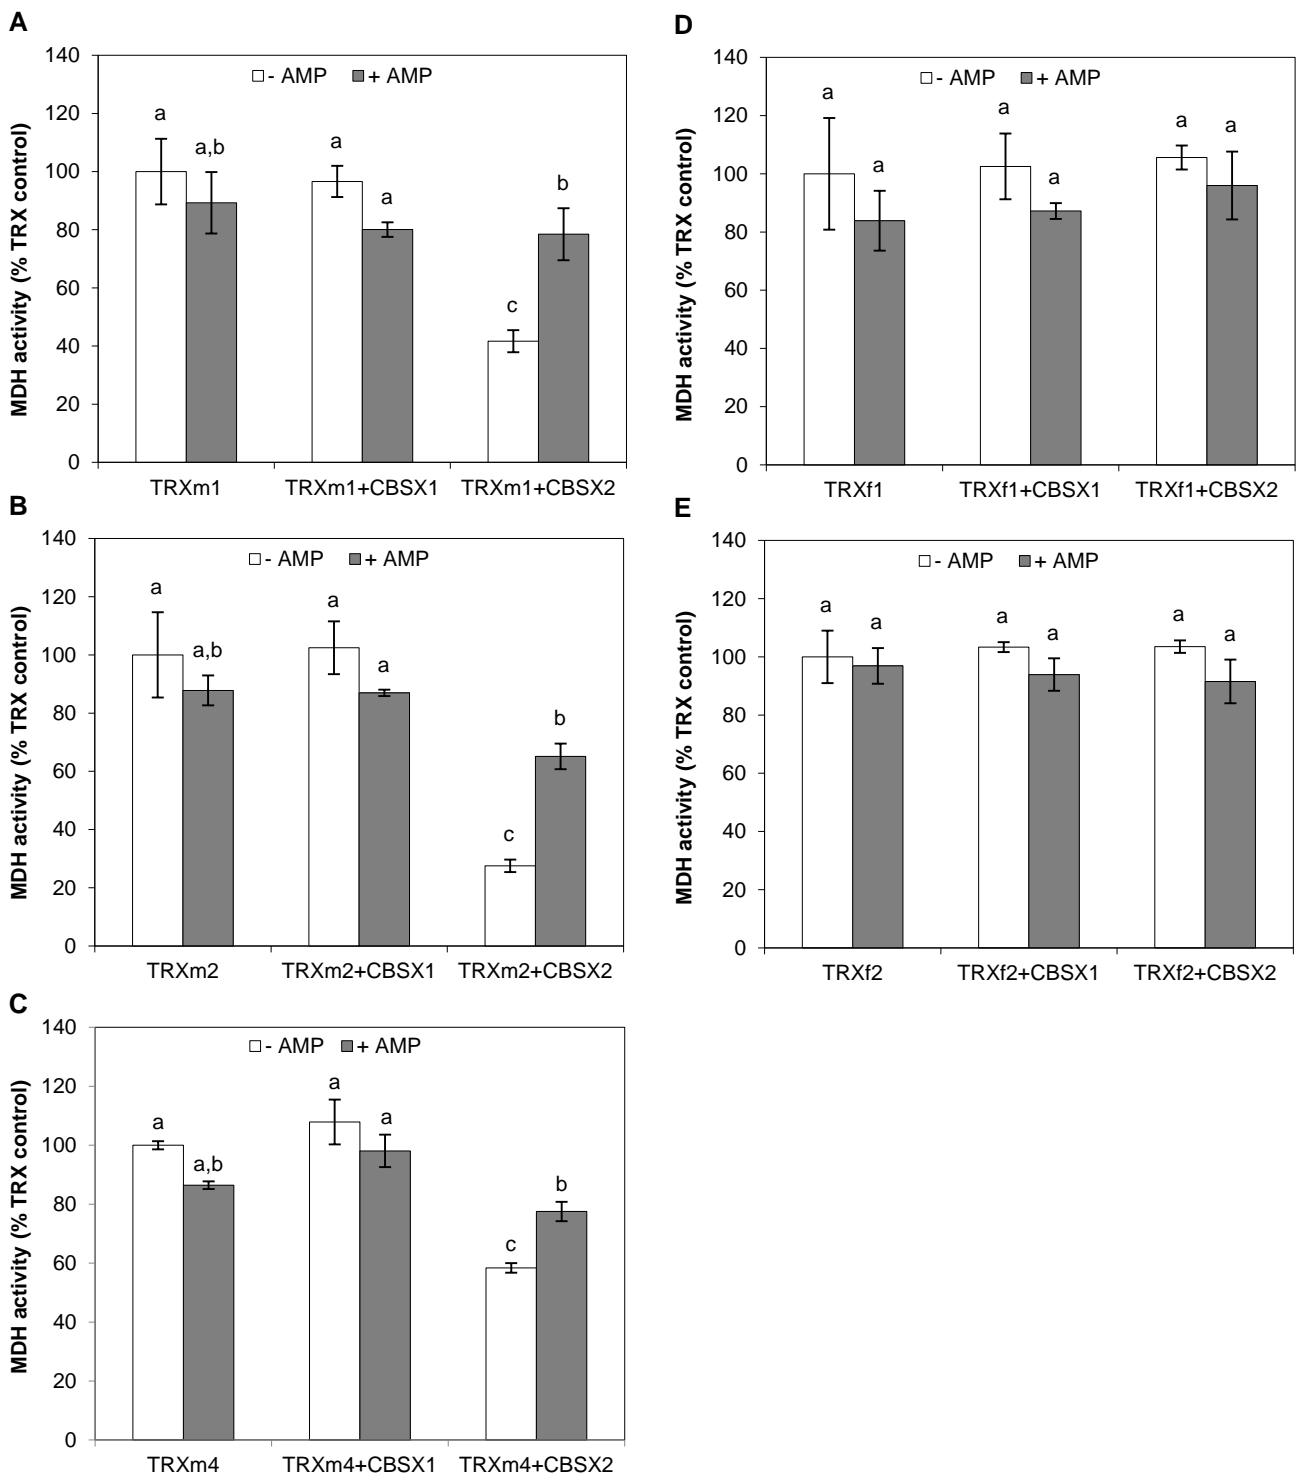 A
MDH activity (% TRX control)
140
120
100
80
60
40
20
0
- AMP + AMP
a
a,b
a
a
c
b
TRXm1 TRXm1+CBSX1 TRXm1+CBSX2
B
MDH activity (% TRX control)
140
120
100
80
60
40
20
0
- AMP + AMP
a
a,b
a
a
c
b
TRXm2 TRXm2+CBSX1 TRXm2+CBSX2
C
MDH activity (% TRX control)
140
120
100
80
60
40
20
0
- AMP + AMP
a
a,b
a
a
c
b
TRXm4 TRXm4+CBSX1 TRXm4+CBSX2
D
MDH activity (% TRX control)
140
120
100
80
60
40
20
0
- AMP + AMP
a
a
a
a
a
a
TRXf1 TRXf1+CBSX1 TRXf1+CBSX2
E
MDH activity (% TRX control)
140
120
100
80
60
40
20
0
- AMP + AMP
a
a
a
a
a
a
TRXf2 TRXf2+CBSX1 TRXf2+CBSX2